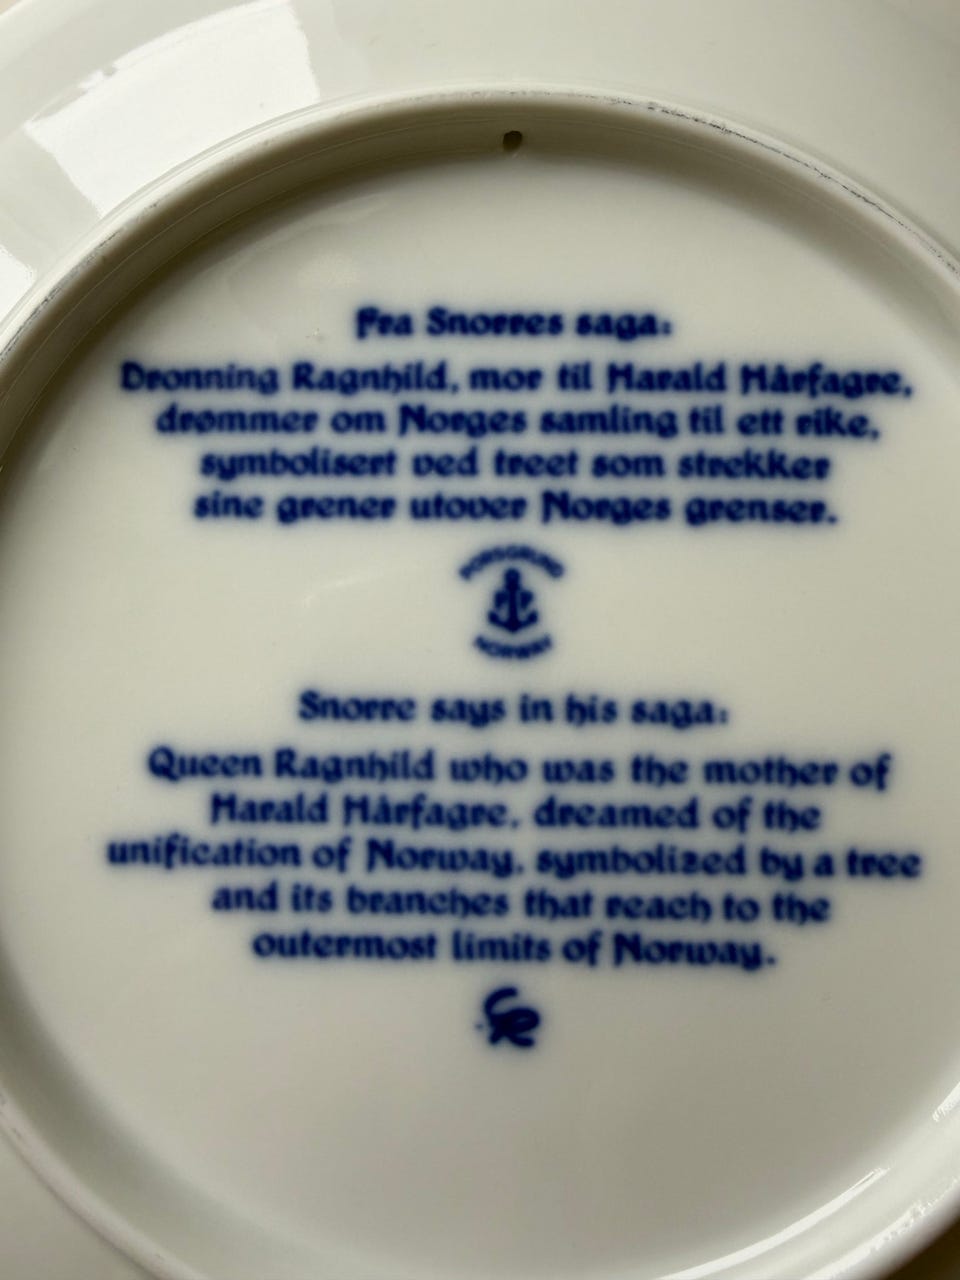 Fra Snorres saga:
Dronning Ragnhild, mor til Harald Hårfagre,
drømmer om Norges samling til ett rike,
symbolisert ved treet som strekker
sine grener utover Norges grenser.
PORSGRUND
NORWAY
Snorre says in his saga:
Queen Ragnhild who was the mother of
Harald Hårfagre, dreamed of the
unification of Norway, symbolized by a tree
and its branches that reach to the
outermost limits of Norway.